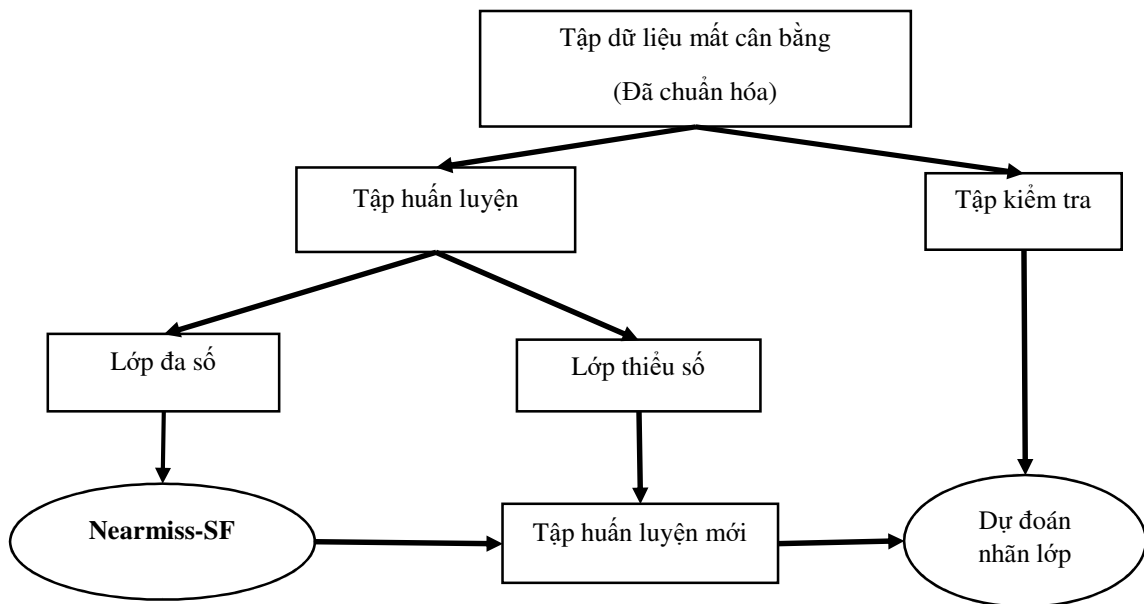 Tập dữ liệu mất cân bằng
(Đã chuẩn hóa)
Tập huấn luyện
Tập kiểm tra
Lớp đa số
Lớp thiểu số
Nearmiss-SF
Tập huấn luyện mới
Dự đoán
nhãn lớp